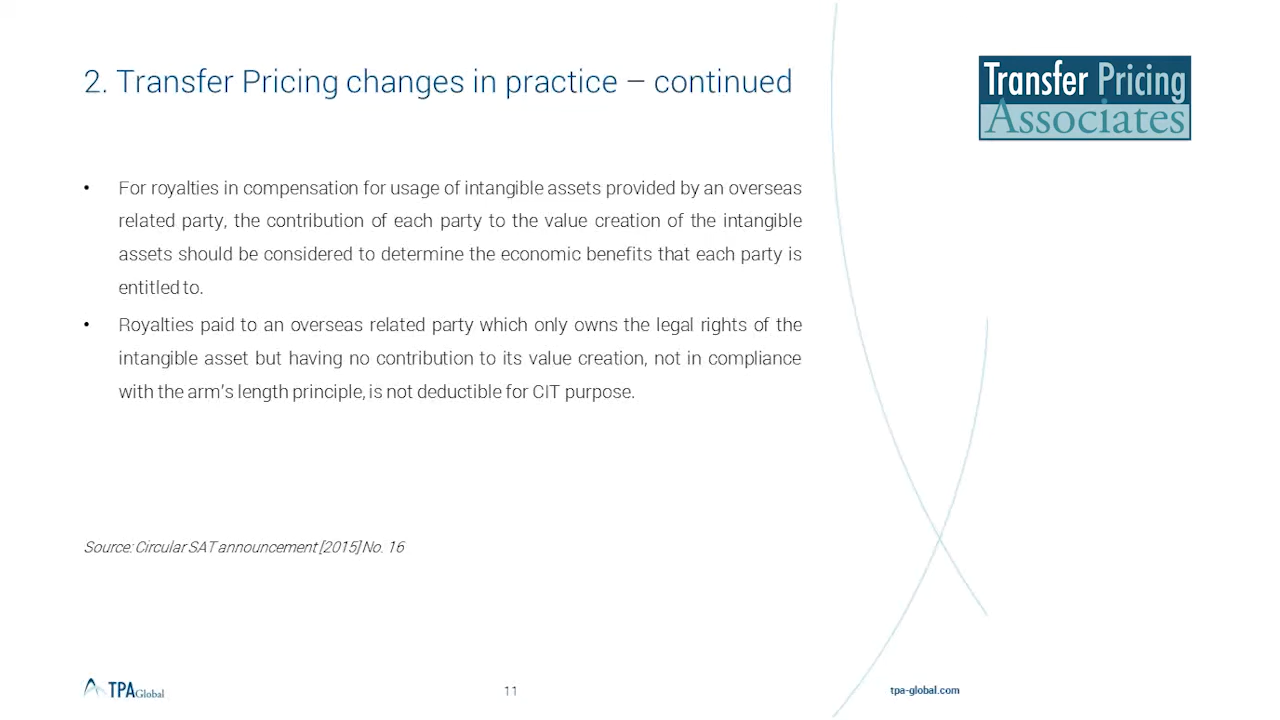 2. Transfer Pricing changes in practice – continued
Transfer Pricing
Associates
• For royalties in compensation for usage of intangible assets provided by an overseas
related party, the contribution of each party to the value creation of the intangible
assets should be considered to determine the economic benefits that each party is
entitled to.
• Royalties paid to an overseas related party which only owns the legal rights of the
intangible asset but having no contribution to its value creation, not in compliance
with the arm's length principle, is not deductible for CIT purpose.
Source: Circular SAT announcement [2015] No. 16
TPA Global
11
tpa-global.com